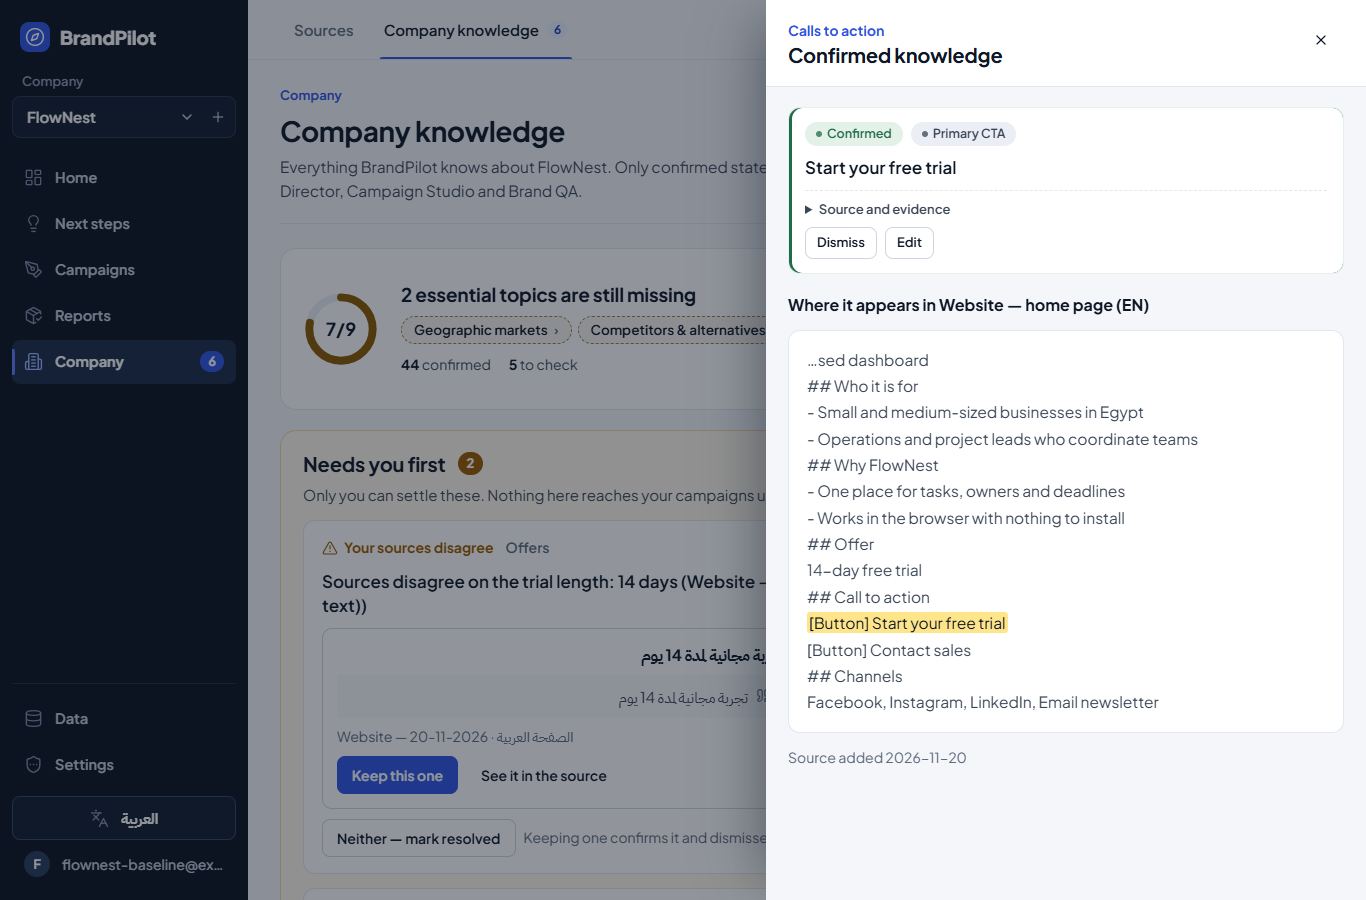 BrandPilot
Company
FlowNest
Home
Next steps
Campaigns
Reports
Company 6
Data
Settings
العربية
F flownest-baseline@ex…
Sources
Company knowledge 6
Company
Company knowledge
Everything BrandPilot knows about FlowNest. Only confirmed state
Director, Campaign Studio and Brand QA.
7/9
2 essential topics are still missing
Geographic markets ›
Competitors & alternatives
44 confirmed 5 to check
Needs you first 2
Only you can settle these. Nothing here reaches your campaigns u
Your sources disagree Offers
Sources disagree on the trial length: 14 days (Website –
text))
بة مجانية لمدة 14 يوم
تجربة مجانية لمدة 14 يوم
Website — 20-11-2026 · الصفحة العربية
Keep this one
See it in the source
Neither — mark resolved
Keeping one confirms it and dismisse
Calls to action
Confirmed knowledge
Confirmed
Primary CTA
Start your free trial
Source and evidence
Dismiss
Edit
Where it appears in Website — home page (EN)
…sed dashboard
## Who it is for
- Small and medium-sized businesses in Egypt
- Operations and project leads who coordinate teams
## Why FlowNest
- One place for tasks, owners and deadlines
- Works in the browser with nothing to install
## Offer
14-day free trial
## Call to action
[Button] Start your free trial
[Button] Contact sales
## Channels
Facebook, Instagram, LinkedIn, Email newsletter
Source added 2026-11-20